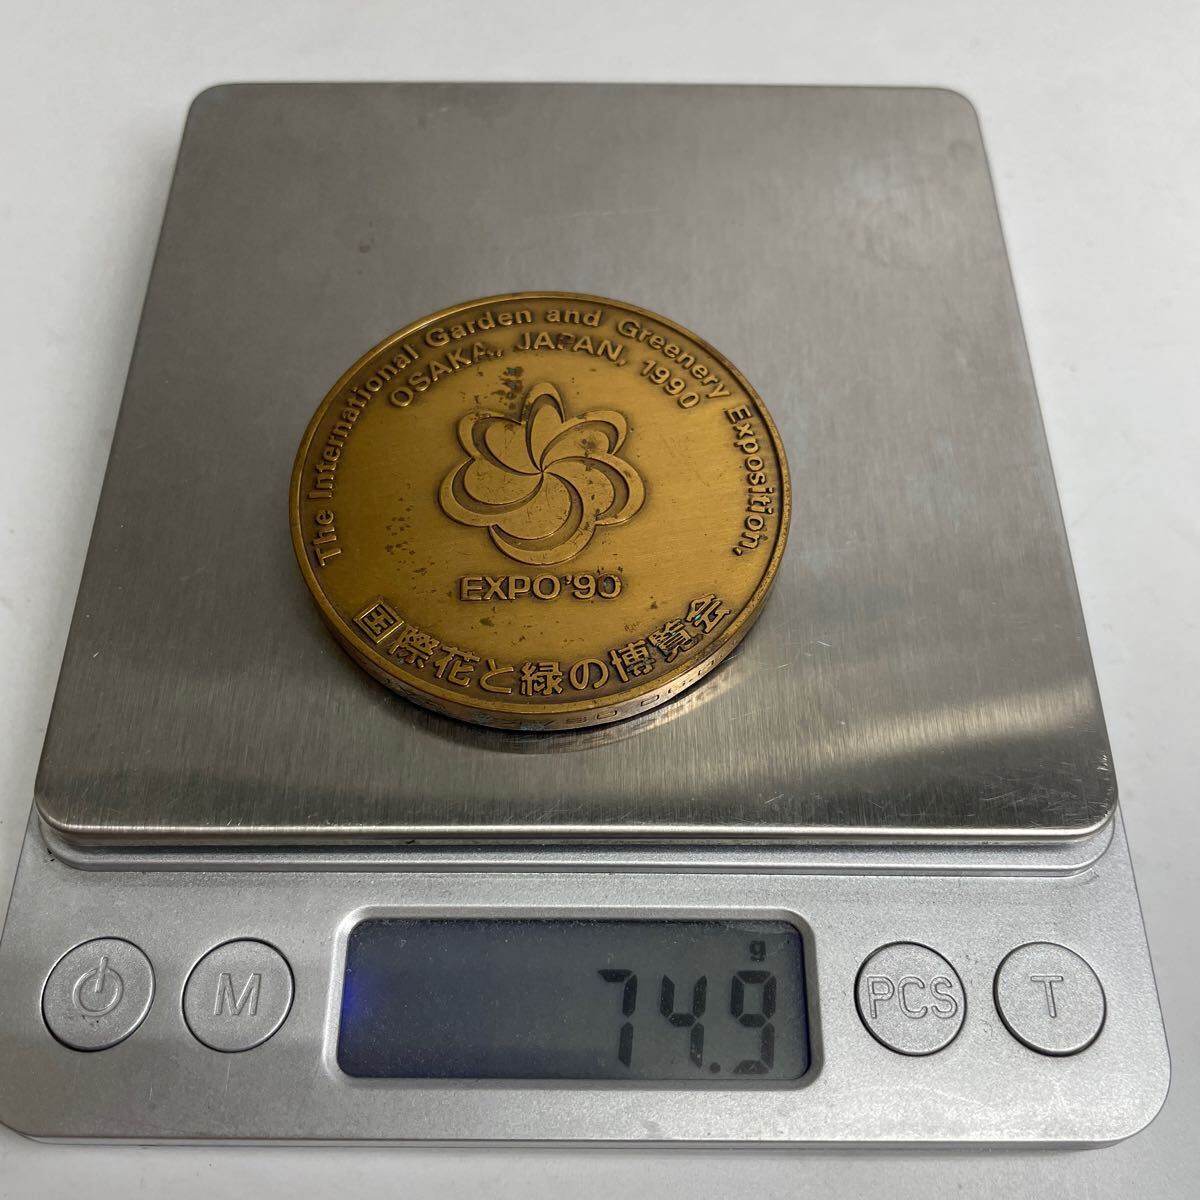 The International Garden and Greenery Exposition,
OSAKA, JAPAN, 1990
EXPO'90
国際花と緑の博覧会
g
74.9
M
PCS
T